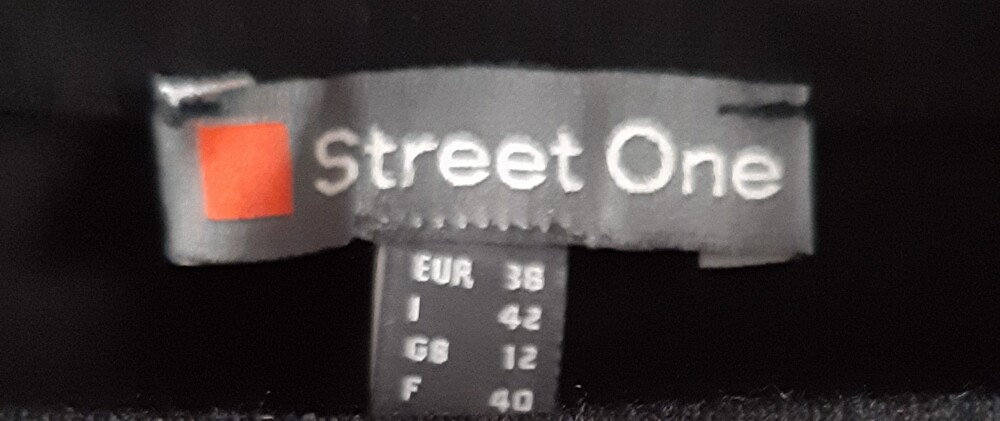 Street One
EUR 38
I 42
GB 12
F 40